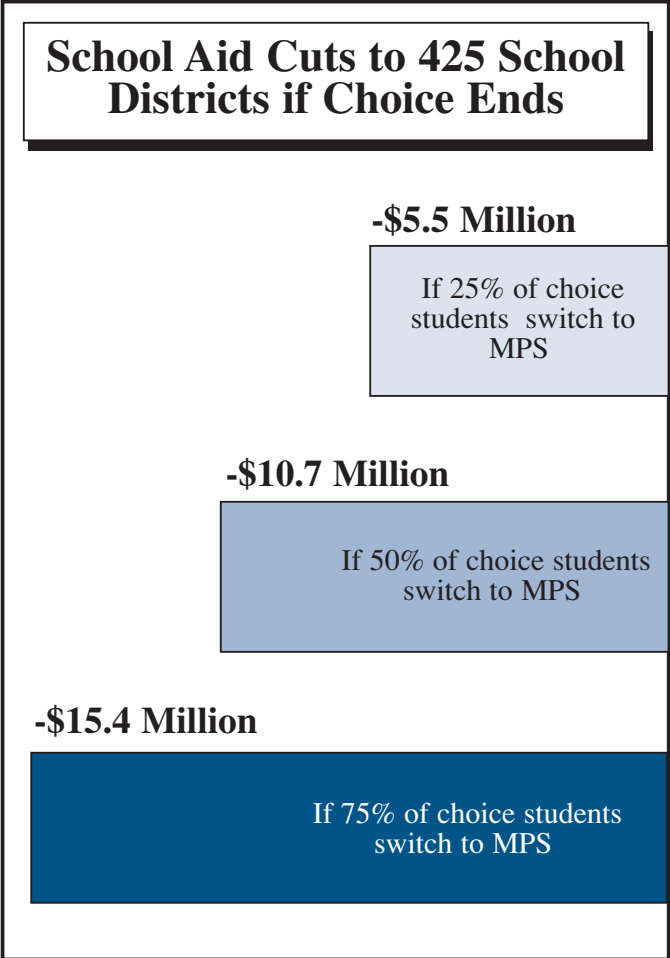 School Aid Cuts to 425 School
Districts if Choice Ends
-$5.5 Million
If 25% of choice
students switch to
MPS
-$10.7 Million
If 50% of choice students
switch to MPS
-$15.4 Million
If 75% of choice students
switch to MPS